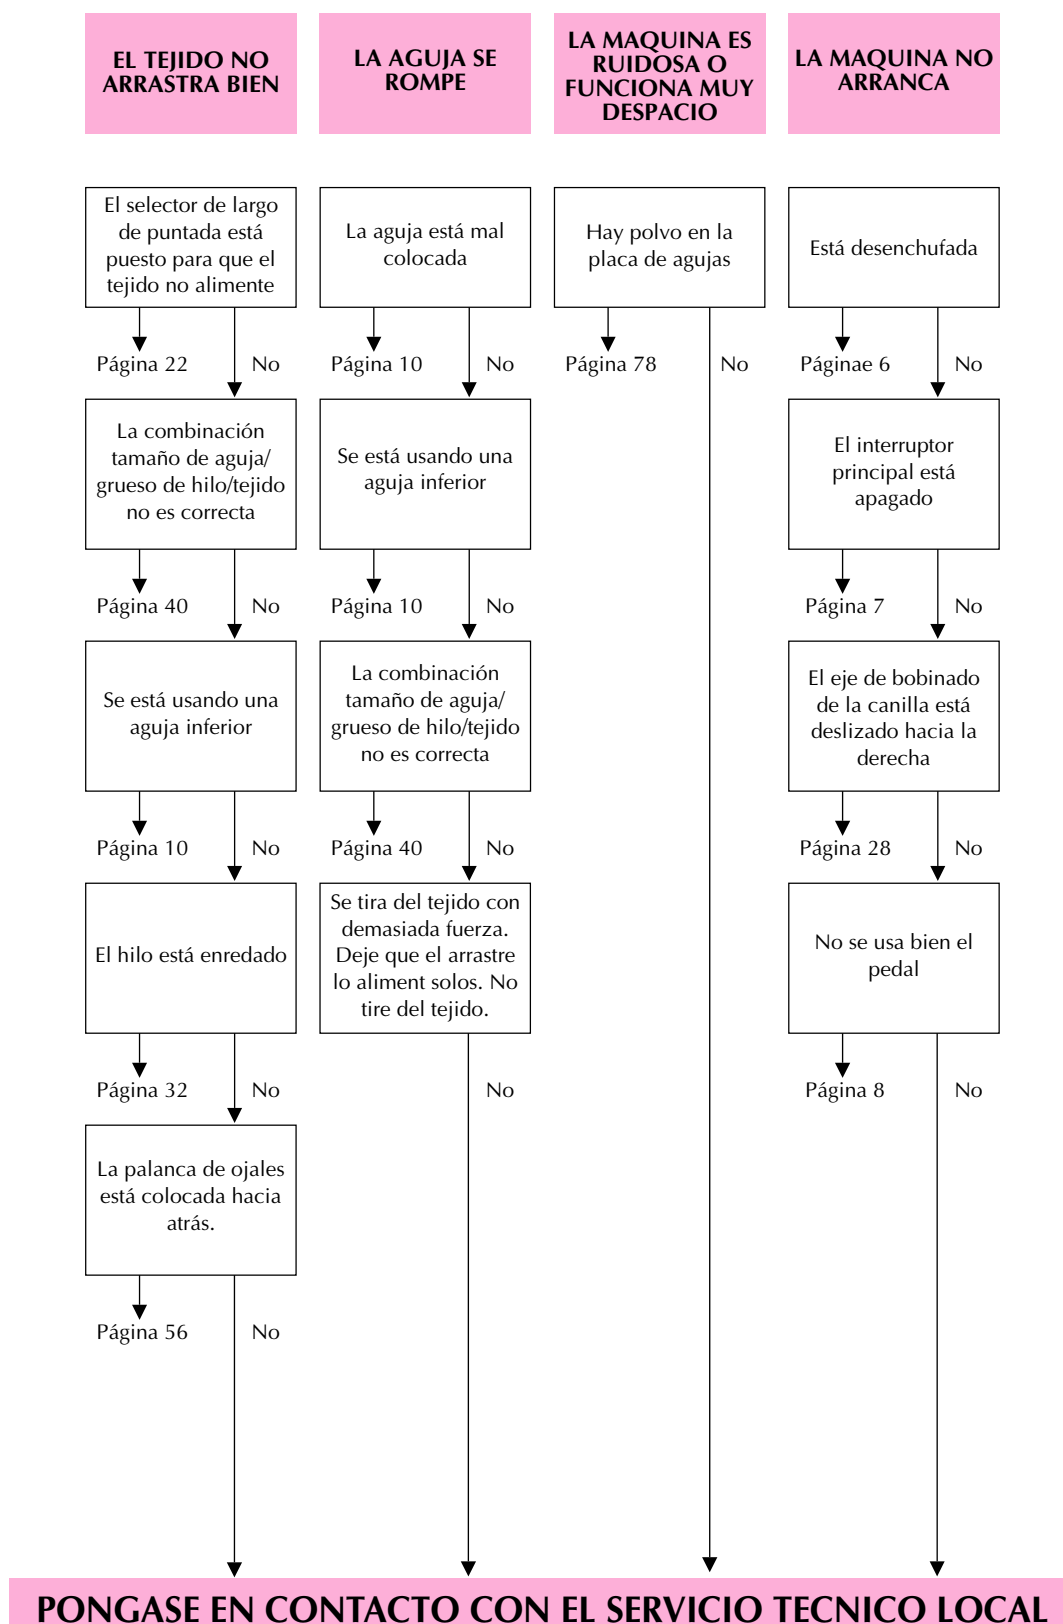 EL TEJIDO NO
ARRASTRA BIEN
LA AGUJA SE
ROMPE
LA MAQUINA ES
RUIDOSA O
FUNCIONA MUY
DESPACIO
LA MAQUINA NO
ARRANCA
El selector de largo
de puntada está
puesto para que el
tejido no alimente
Página 22
No
La combinación
tamaño de aguja/
grueso de hilo/tejido
no es correcta
Página 40
No
Se está usando una
aguja inferior
Página 10
No
El hilo está enredado
Página 32
No
La palanca de ojales
está colocada hacia
atrás.
Página 56
No
La aguja está mal
colocada
Página 10
No
Se está usando una
aguja inferior
Página 10
No
La combinación
tamaño de aguja/
grueso de hilo/tejido
no es correcta
Página 40
No
Se tira del tejido con
demasiada fuerza.
Deje que el arrastre
lo aliment solos. No
tire del tejido.
No
Hay polvo en la
placa de agujas
Página 78
No
Está desenchufada
Páginae 6
No
El interruptor
principal está
apagado
Página 7
No
El eje de bobinado
de la canilla está
deslizado hacia la
derecha
Página 28
No
No se usa bien el
pedal
Página 8
No
PONGASE EN CONTACTO CON EL SERVICIO TECNICO LOCAL